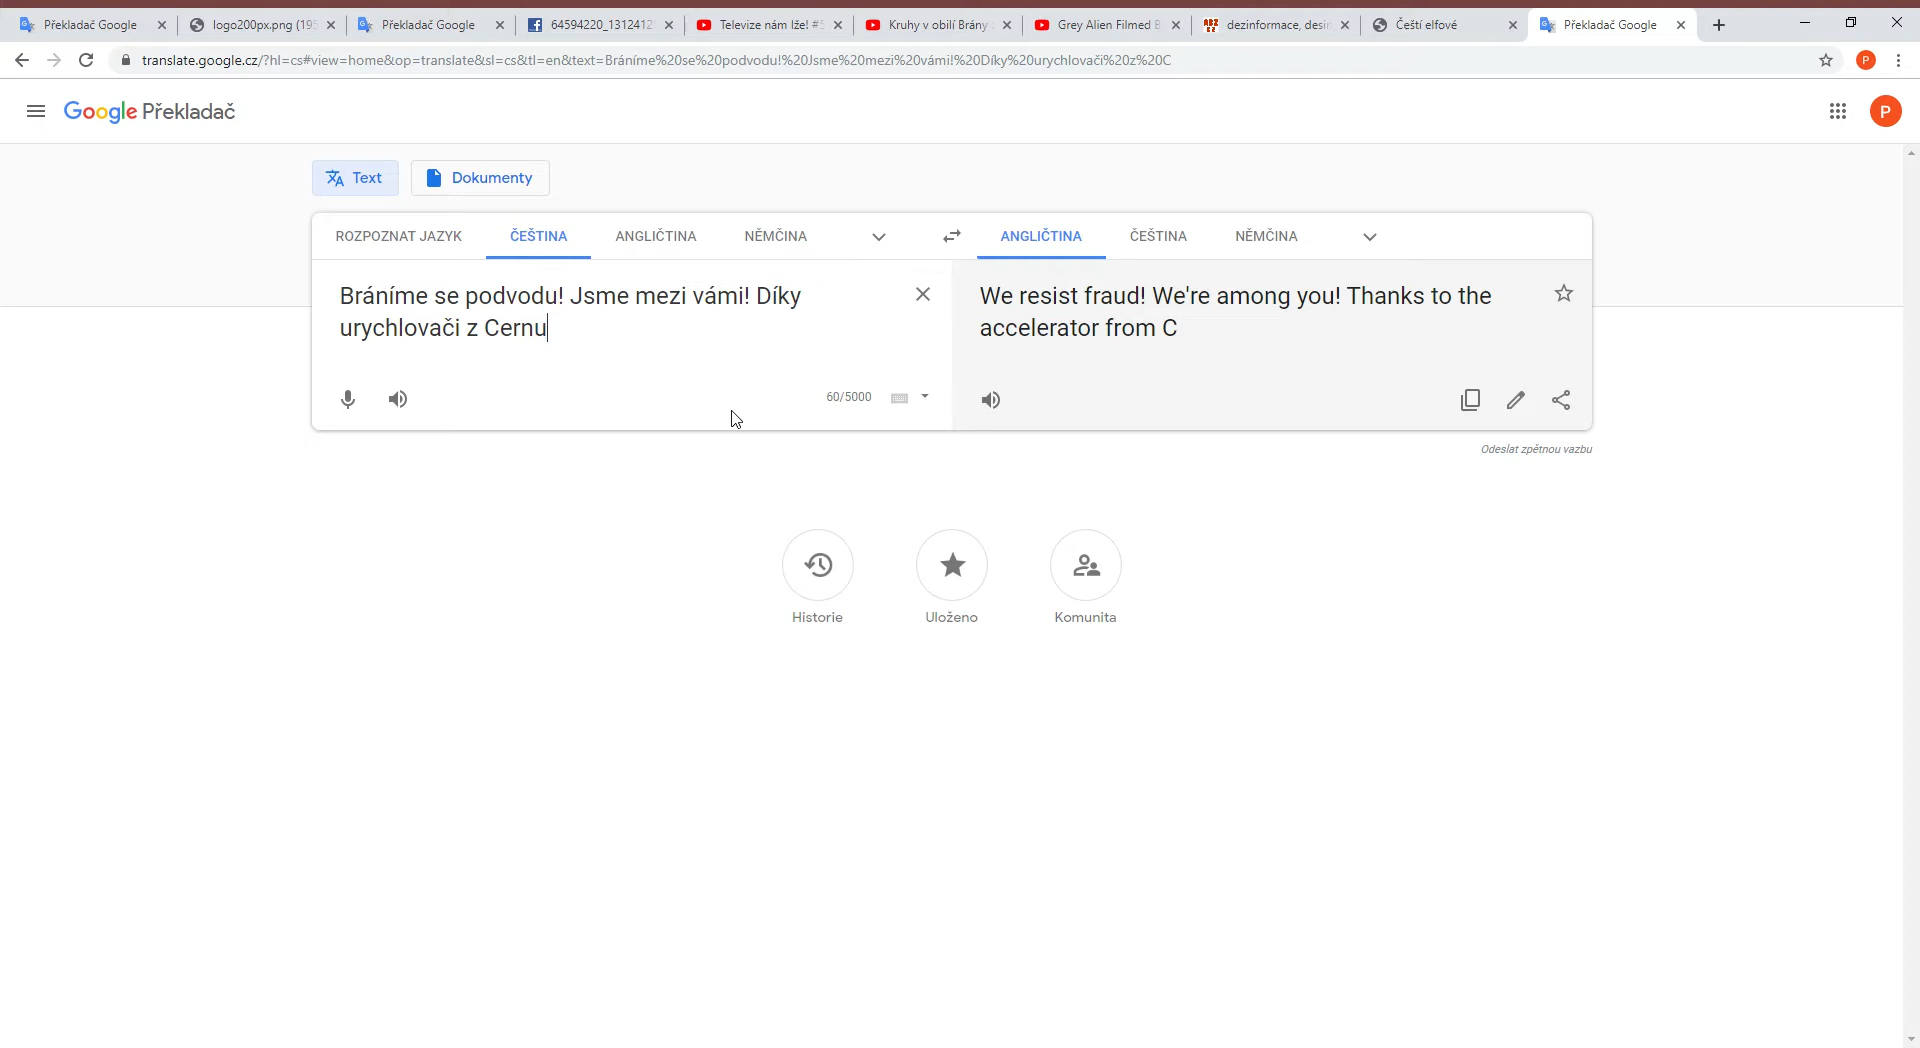 Překladač Google
logo200px.png (195
Překladač Google
64594220_1312412
Televize nám lže! #5
Kruhy v obilí Brány
Grey Alien Filmed B
dezinformace, desin
Čeští elfové
Překladač Google
translate.google.cz/?hl=cs#view=home&op=translate&sl=cs&tl=en&text=Bráníme%20se%20podvodu!%20Jsme%20mezi%20vámi!%20Díky%20urychlovači%20z%20C
P
Google Překladač
P
Text
Dokumenty
ROZPOZNAT JAZYK
ČEŠTINA
ANGLIČTINA
NĚMČINA
ANGLIČTINA
ČEŠTINA
NĚMČINA
Bráníme se podvodu! Jsme mezi vámi! Díky
urychlovači z Cernu
60/5000
We resist fraud! We're among you! Thanks to the
accelerator from C
Odeslat zpětnou vazbu
Historie
Uloženo
Komunita